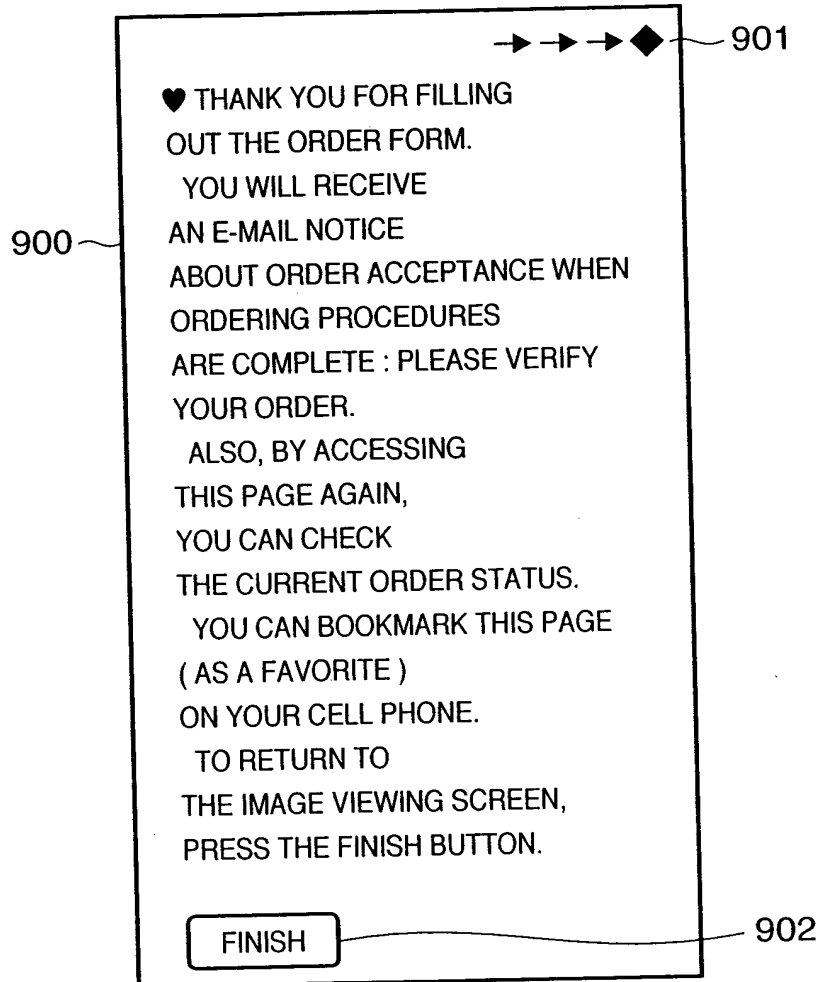 901
♥ THANK YOU FOR FILLING
OUT THE ORDER FORM.
YOU WILL RECEIVE
900
AN E-MAIL NOTICE
ABOUT ORDER ACCEPTANCE WHEN
ORDERING PROCEDURES
ARE COMPLETE : PLEASE VERIFY
YOUR ORDER.
ALSO, BY ACCESSING
THIS PAGE AGAIN,
YOU CAN CHECK
THE CURRENT ORDER STATUS.
YOU CAN BOOKMARK THIS PAGE
( AS A FAVORITE )
ON YOUR CELL PHONE.
TO RETURN TO
THE IMAGE VIEWING SCREEN,
PRESS THE FINISH BUTTON.
FINISH
902